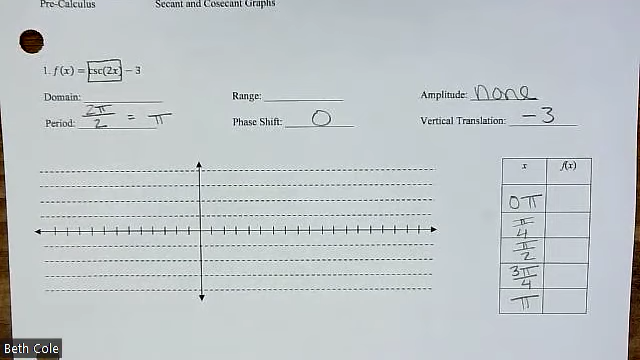 Pre-Calculus Secant and Cosecant Graphs
1. f(x) = csc(2x) − 3
Domain: Range: Amplitude: none
Period: 2π/2 = π Phase Shift: 0 Vertical Translation: −3
x f(x)
0π
π/4
π/2
3π/4
π
Beth Cole